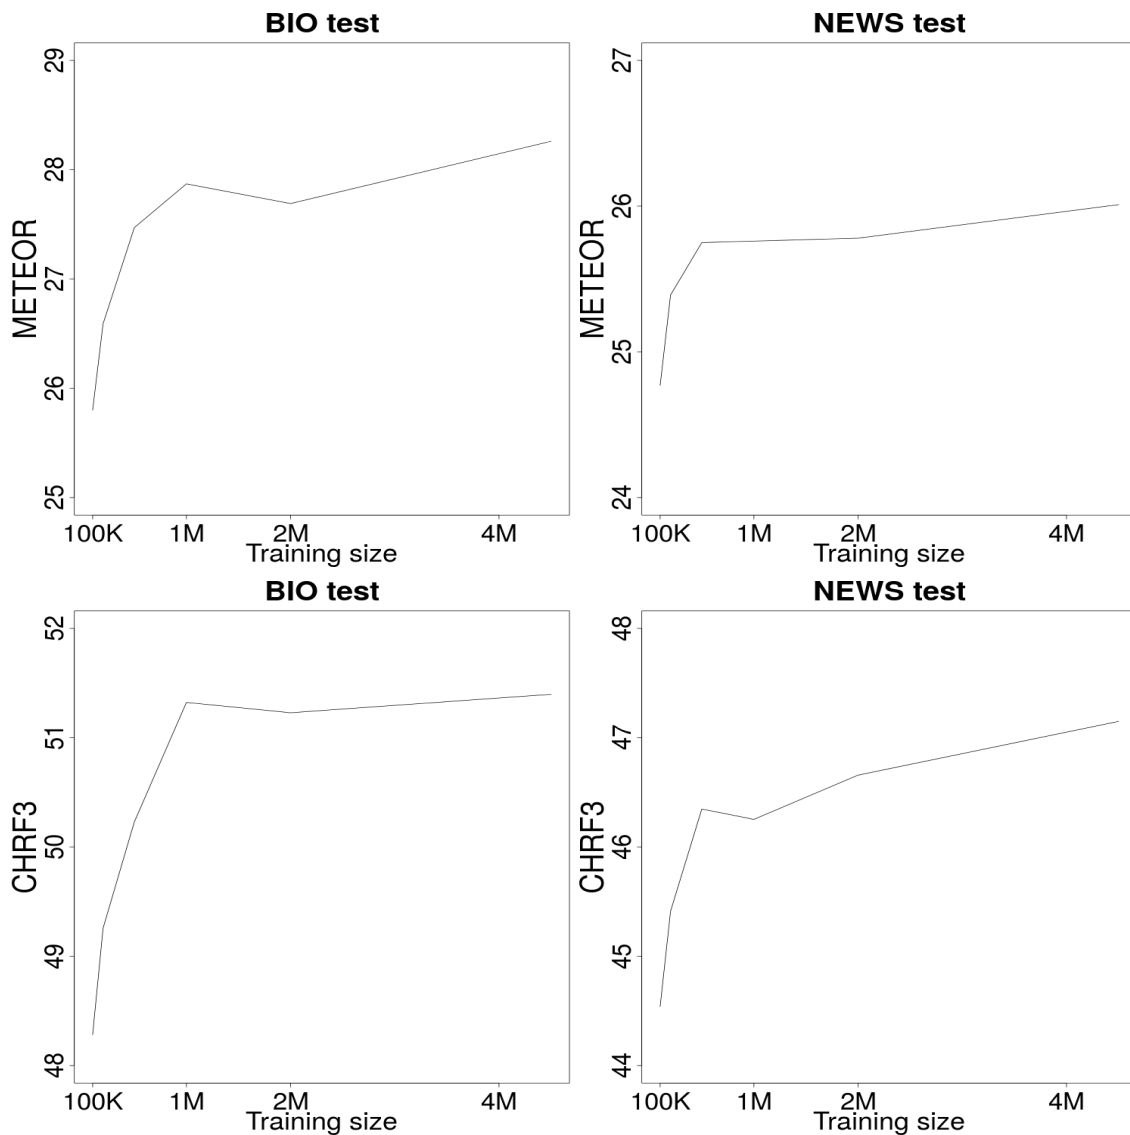 BIO test
METEOR
29
28
27
26
25
100K 1M 2M 4M
Training size
NEWS test
METEOR
27
26
25
24
100K 1M 2M 4M
Training size
BIO test
CHRF3
52
51
50
49
48
100K 1M 2M 4M
Training size
NEWS test
CHRF3
48
47
46
45
44
100K 1M 2M 4M
Training size